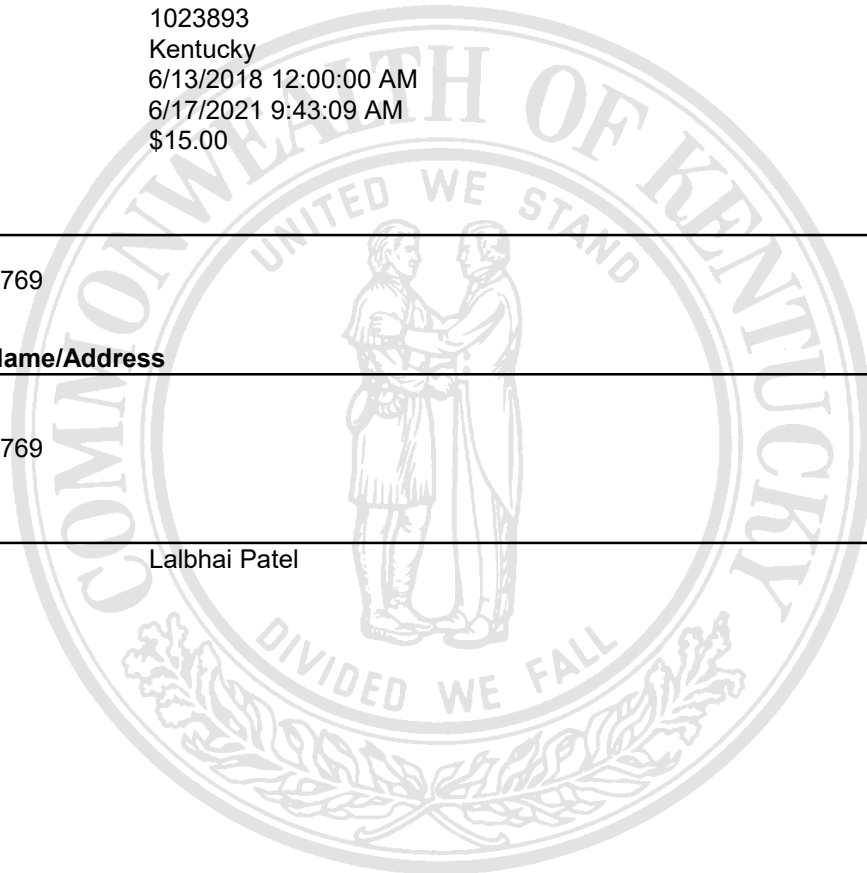 1023893
Kentucky
6/13/2018 12:00:00 AM
6/17/2021 9:43:09 AM
$15.00
COMMONWEALTH OF KENTUCKY
UNITED WE STAND
769
Name/Address
769
Lalbhai Patel
DIVIDED WE FALL